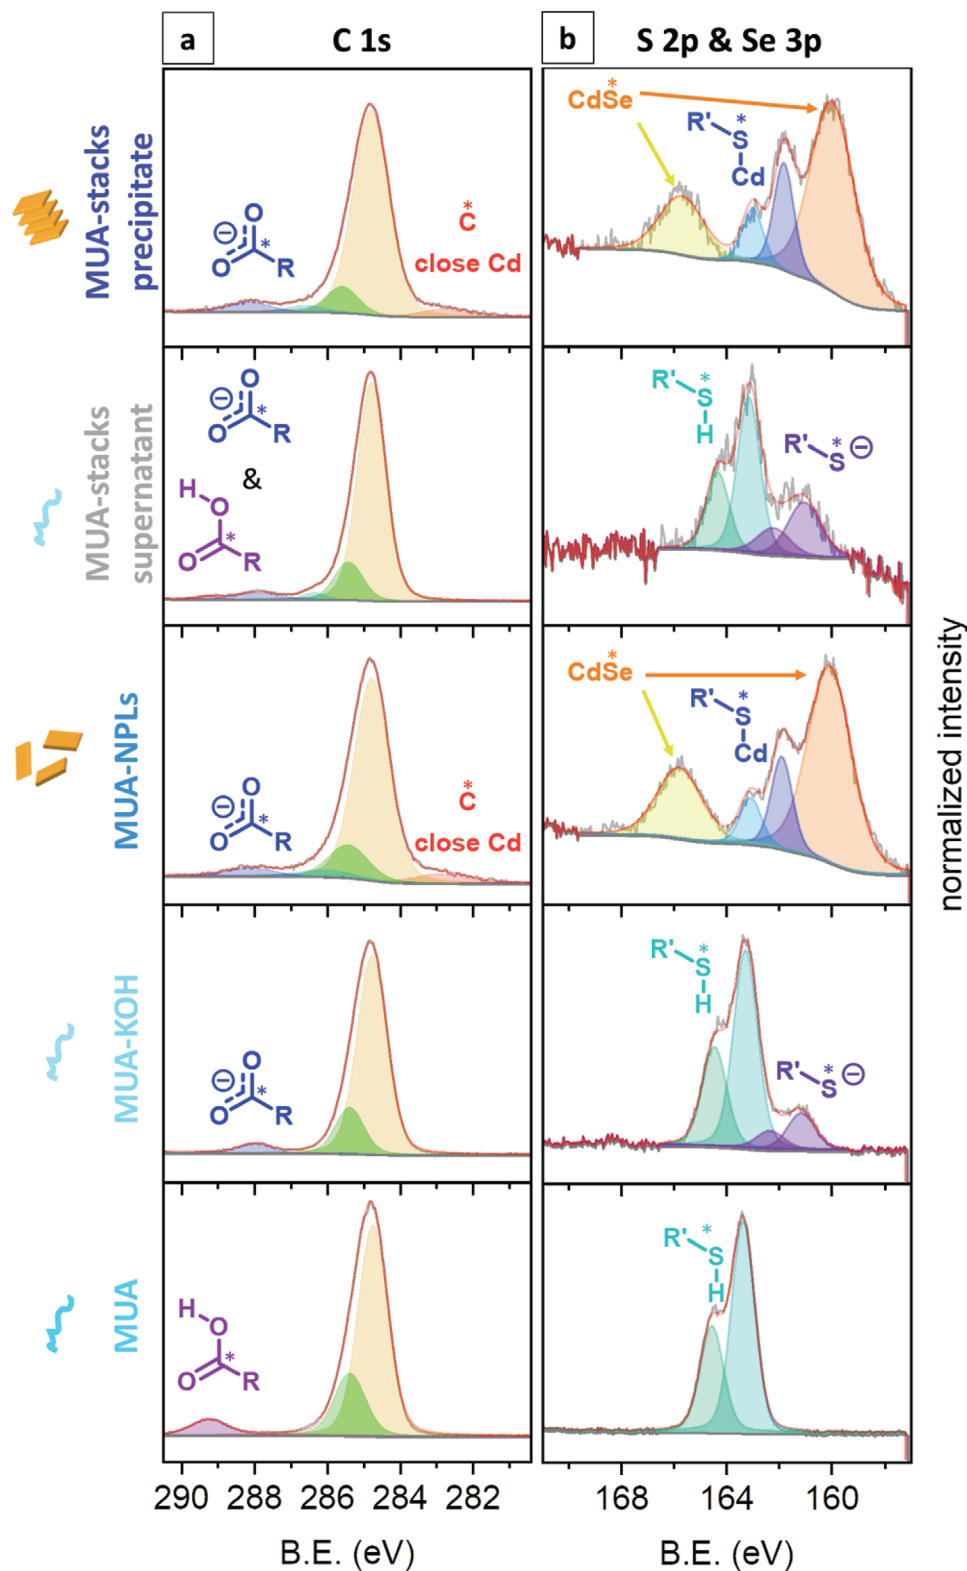 a
C 1s
b
S 2p & Se 3p
MUA-stacks
precipitate
⊖
O
O
*
R
*
C
close Cd
*
CdSe
R'
*
S
Cd
MUA-stacks
supernatant
⊖
O
O
*
R
&
H
O
*
O
R
R'
*
S
H
R'
*
S
⊖
MUA-NPLs
⊖
O
O
*
R
*
C
close Cd
*
CdSe
R'
*
S
Cd
normalized intensity
MUA-KOH
⊖
O
O
*
R
R'
*
S
H
R'
*
S
⊖
MUA
H
O
*
O
R
R'
*
S
H
290 288 286 284 282
168 164 160
B.E. (eV)
B.E. (eV)